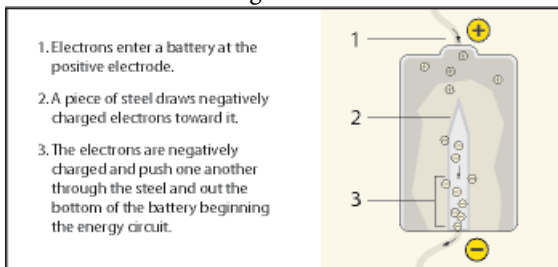 1. Electrons enter a battery at the
positive electrode.
2. A piece of steel draws negatively
charged electrons toward it.
3. The electrons are negatively
charged and push one another
through the steel and out the
bottom of the battery beginning
the energy circuit.
1
+
2
3
−